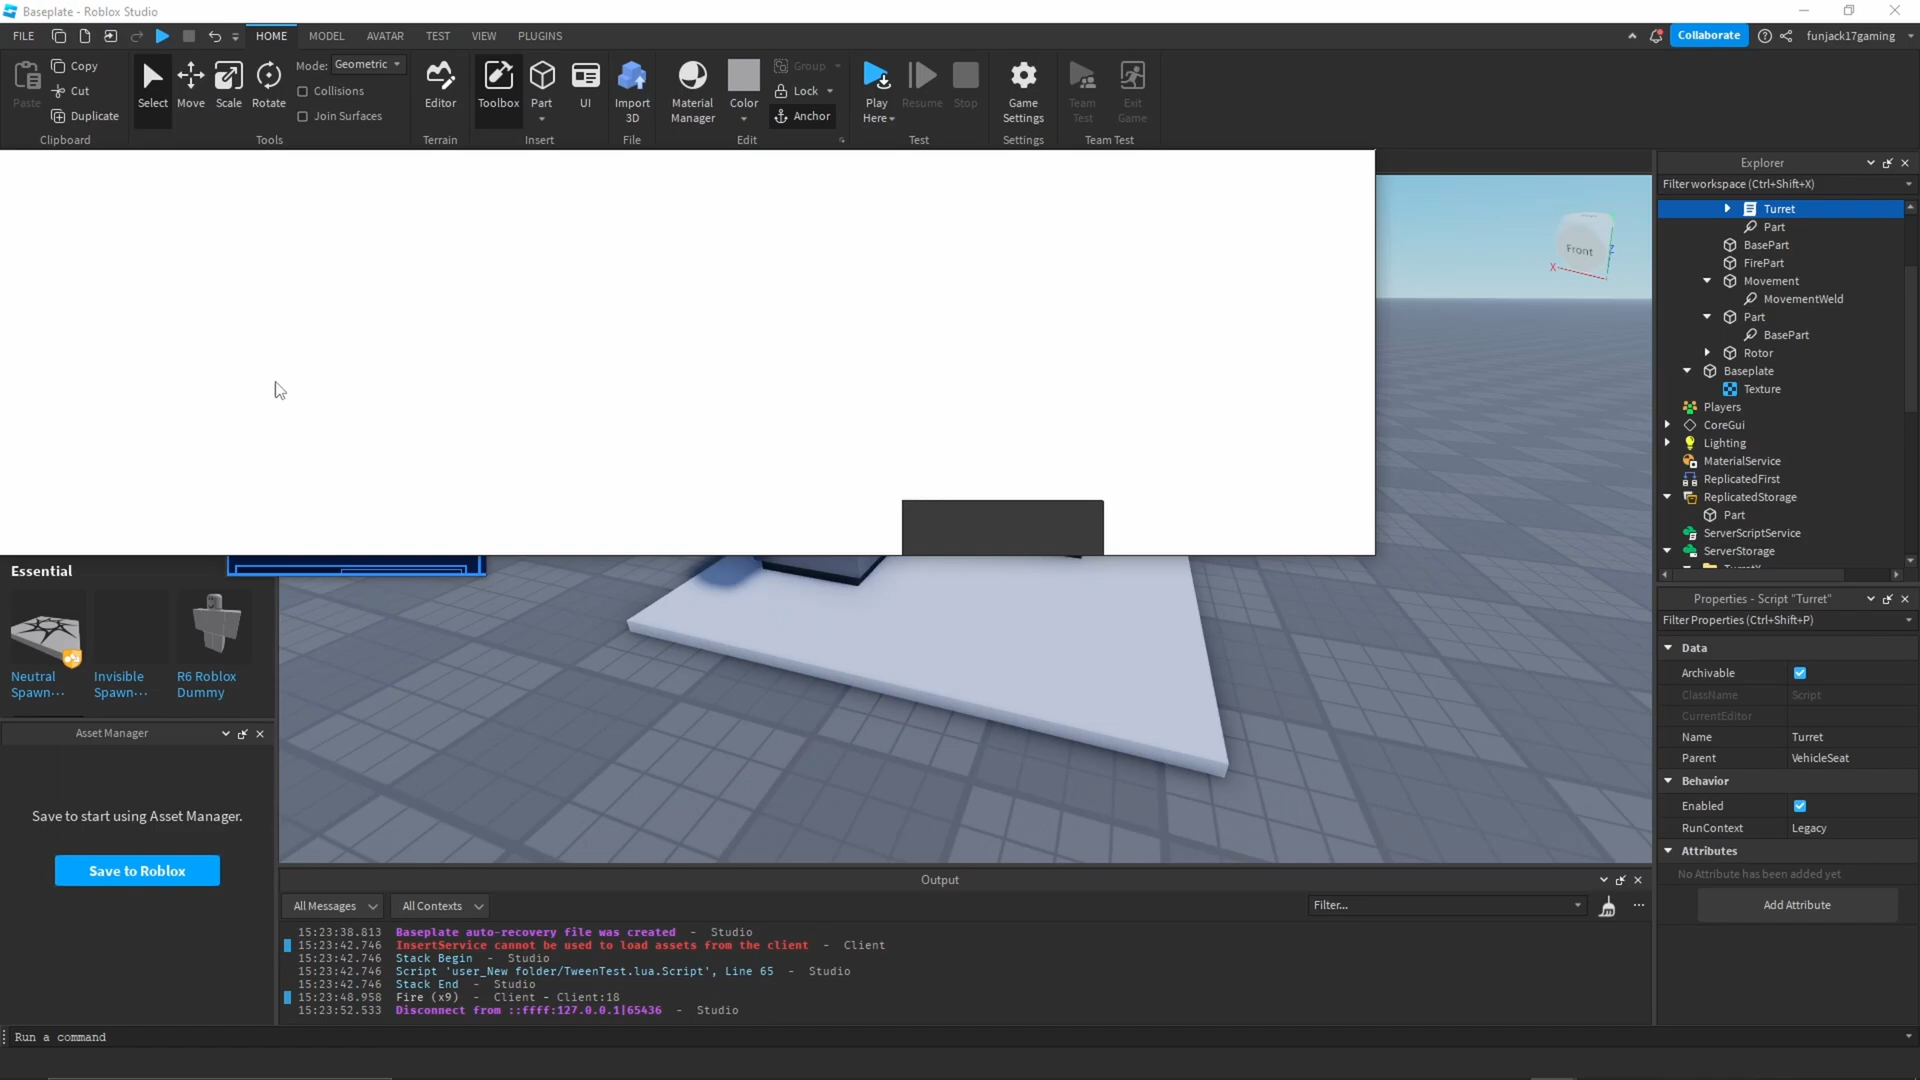 Baseplate - Roblox Studio
FILE
HOME
MODEL
AVATAR
TEST
VIEW
PLUGINS
Collaborate
funjack17gaming
Paste
Copy
Cut
Duplicate
Clipboard
Select
Move
Scale
Rotate
Mode:
Geometric
Collisions
Join Surfaces
Tools
Editor
Terrain
Toolbox
Part
UI
Insert
Import
3D
File
Material
Manager
Color
Group
Lock
Anchor
Edit
Play
Here
Resume
Stop
Test
Game
Settings
Settings
Team
Test
Exit
Game
Team Test
Front
X
Z
Explorer
Filter workspace (Ctrl+Shift+X)
Turret
Part
BasePart
FirePart
Movement
MovementWeld
Part
BasePart
Rotor
Baseplate
Texture
Players
CoreGui
Lighting
MaterialService
ReplicatedFirst
ReplicatedStorage
Part
ServerScriptService
ServerStorage
Properties - Script "Turret"
Filter Properties (Ctrl+Shift+P)
Data
Archivable
ClassName Script
CurrentEditor
Name Turret
Parent VehicleSeat
Behavior
Enabled
RunContext Legacy
Attributes
No Attribute has been added yet
Add Attribute
Essential
Neutral
Spawn···
Invisible
Spawn···
R6 Roblox
Dummy
Asset Manager
Save to start using Asset Manager.
Save to Roblox
Output
All Messages
All Contexts
Filter...
15:23:38.813 Baseplate auto-recovery file was created - Studio
15:23:42.746 InsertService cannot be used to load assets from the client - Client
15:23:42.746 Stack Begin - Studio
15:23:42.746 Script 'user_New folder/TweenTest.lua.Script', Line 65 - Studio
15:23:42.746 Stack End - Studio
15:23:48.958 Fire (x9) - Client - Client:18
15:23:52.533 Disconnect from ::ffff:127.0.0.1|65436 - Studio
Run a command